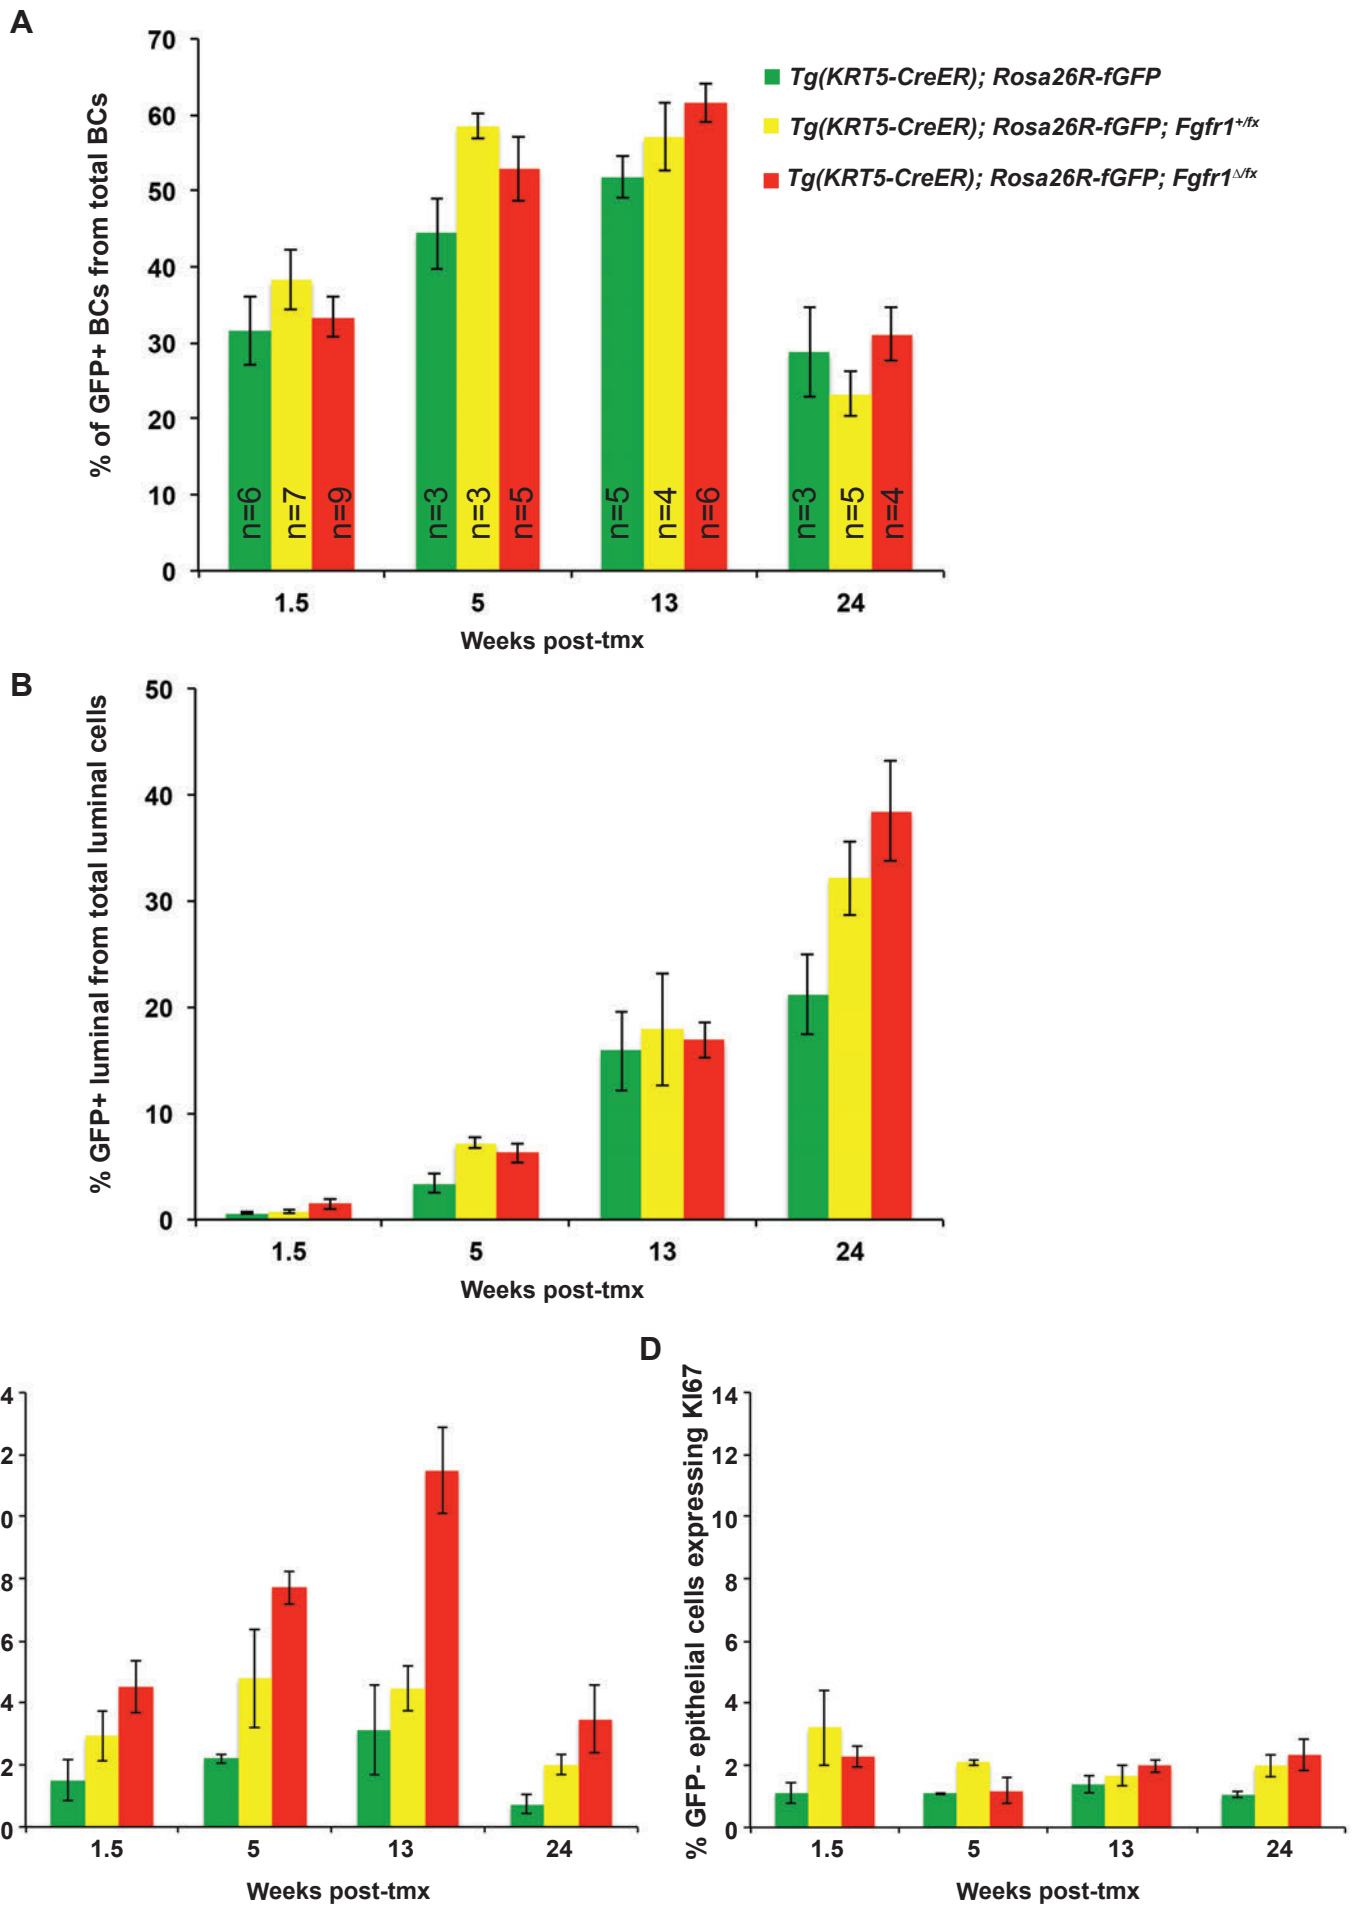 A
70
60
50
40
30
20
10
0
% of GFP+ BCs from total BCs
Tg(KRT5-CreER); Rosa26R-fGFP
Tg(KRT5-CreER); Rosa26R-fGFP; Fgfr1+/fx
Tg(KRT5-CreER); Rosa26R-fGFP; Fgfr1Δ/fx
n=6 n=7 n=9 n=3 n=3 n=5 n=5 n=4 n=6 n=3 n=5 n=4
1.5 5 13 24
Weeks post-tmx
B
50
40
30
20
10
0
% GFP+ luminal from total luminal cells
1.5 5 13 24
Weeks post-tmx
4
2
0
8
6
4
2
0
1.5 5 13 24
Weeks post-tmx
D
% GFP- epithelial cells expressing KI67
14
12
10
8
6
4
2
0
1.5 5 13 24
Weeks post-tmx